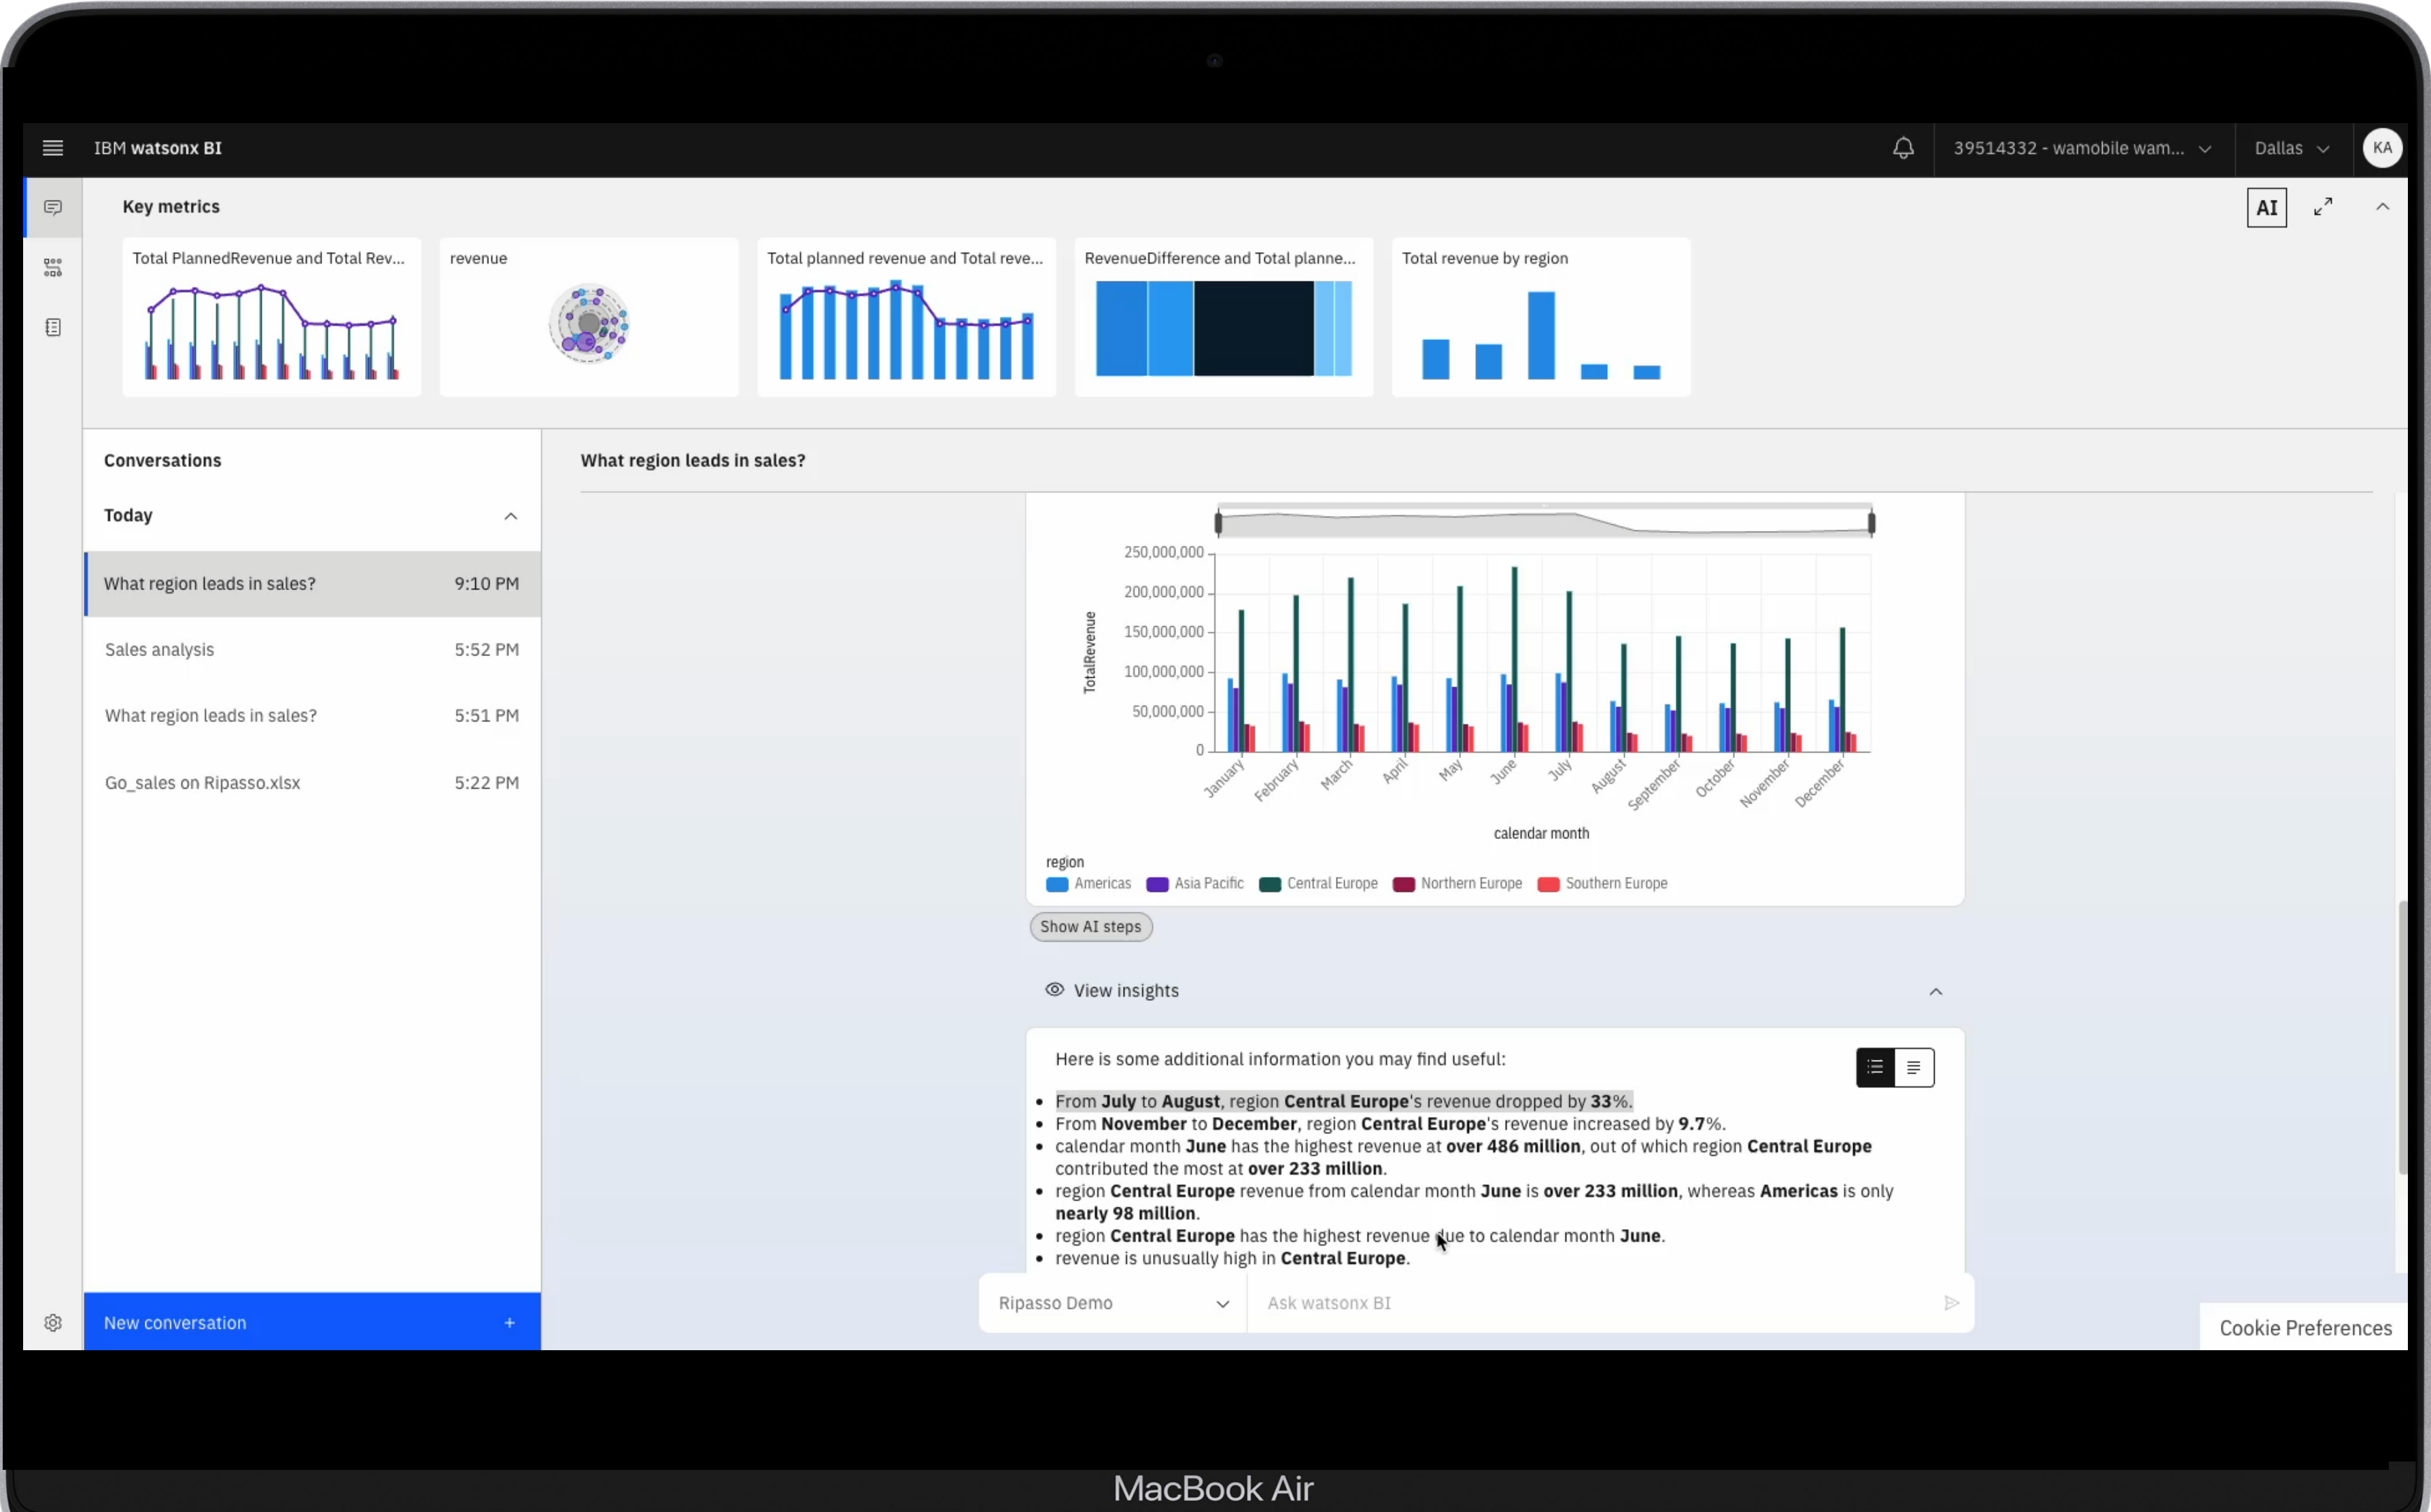 IBM watsonx BI
39514332 - wamobile wam...
Dallas
KA
Key metrics
AI
Total PlannedRevenue and Total Rev...
revenue
Total planned revenue and Total reve...
RevenueDifference and Total planne...
Total revenue by region
Conversations
Today
What region leads in sales? 9:10 PM
Sales analysis 5:52 PM
What region leads in sales? 5:51 PM
Go_sales on Ripasso.xlsx 5:22 PM
New conversation +
What region leads in sales?
TotalRevenue
250,000,000
200,000,000
150,000,000
100,000,000
50,000,000
0
January
February
March
April
May
June
July
August
September
October
November
December
calendar month
region
Americas Asia Pacific Central Europe Northern Europe Southern Europe
Show AI steps
View insights
Here is some additional information you may find useful:
• From July to August, region Central Europe's revenue dropped by 33%.
• From November to December, region Central Europe's revenue increased by 9.7%.
• calendar month June has the highest revenue at over 486 million, out of which region Central Europe
contributed the most at over 233 million.
• region Central Europe revenue from calendar month June is over 233 million, whereas Americas is only
nearly 98 million.
• region Central Europe has the highest revenue due to calendar month June.
• revenue is unusually high in Central Europe.
Ripasso Demo
Ask watsonx BI
Cookie Preferences
MacBook Air